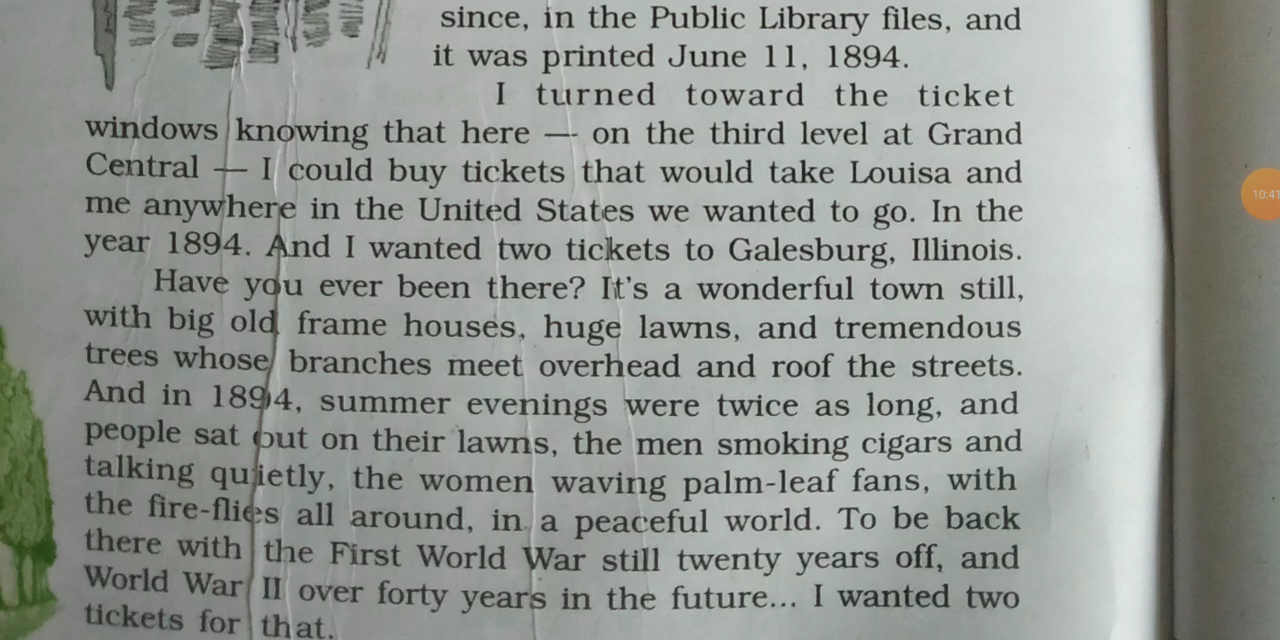 since, in the Public Library files, and
it was printed June 11, 1894.
I turned toward the ticket
windows knowing that here — on the third level at Grand
Central — I could buy tickets that would take Louisa and
me anywhere in the United States we wanted to go. In the
year 1894. And I wanted two tickets to Galesburg, Illinois.
Have you ever been there? It's a wonderful town still,
with big old frame houses, huge lawns, and tremendous
trees whose branches meet overhead and roof the streets.
And in 1894, summer evenings were twice as long, and
people sat out on their lawns, the men smoking cigars and
talking quietly, the women waving palm-leaf fans, with
the fire-flies all around, in a peaceful world. To be back
there with the First World War still twenty years off, and
World War II over forty years in the future... I wanted two
tickets for that.
10:41